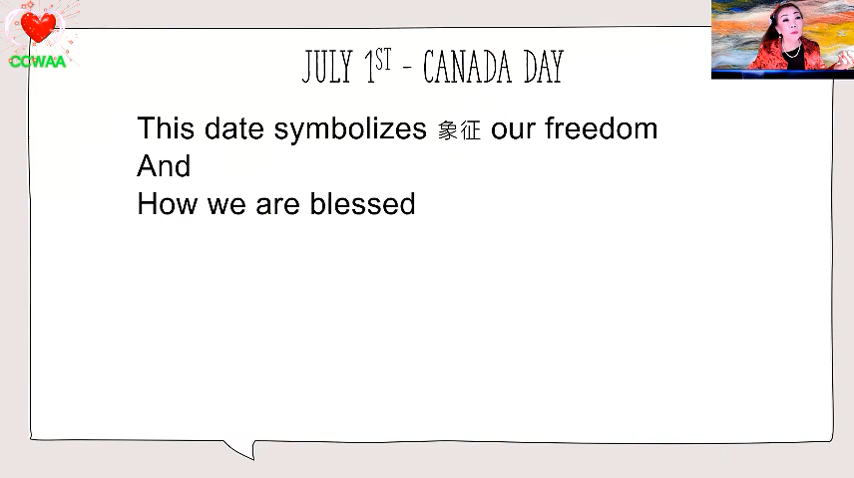 CCWAA
JULY 1ST - CANADA DAY
This date symbolizes 象征 our freedom
And
How we are blessed